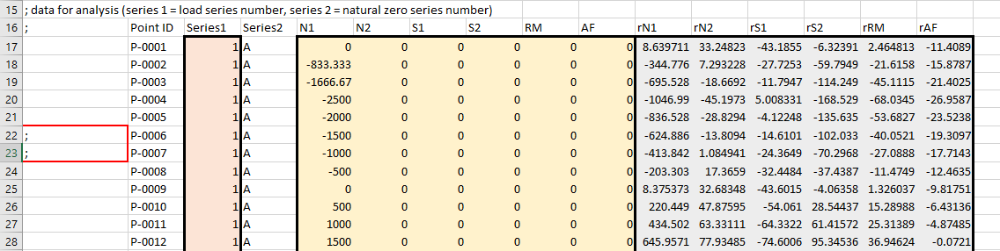 15 ; data for analysis (series 1 = load series number, series 2 = natural zero series number)
16 ; Point ID Series1 Series2 N1 N2 S1 S2 RM AF rN1 rN2 rS1 rS2 rRM rAF
17 P-0001 1 A 0 0 0 0 0 0 8.639711 33.24823 -43.1855 -6.32391 2.464813 -11.4089
18 P-0002 1 A -833.333 0 0 0 0 0 -344.776 7.293228 -27.7253 -59.7949 -21.6158 -15.8787
19 P-0003 1 A -1666.67 0 0 0 0 0 -695.528 -18.6692 -11.7947 -114.249 -45.1115 -21.4025
20 P-0004 1 A -2500 0 0 0 0 0 -1046.99 -45.1973 5.008331 -168.529 -68.0345 -26.9587
21 P-0005 1 A -2000 0 0 0 0 0 -836.528 -28.8294 -4.12248 -135.635 -53.6827 -23.5238
22 ; P-0006 1 A -1500 0 0 0 0 0 -624.886 -13.8094 -14.6101 -102.033 -40.0521 -19.3097
23 ; P-0007 1 A -1000 0 0 0 0 0 -413.842 1.084941 -24.3649 -70.2968 -27.0888 -17.7143
24 P-0008 1 A -500 0 0 0 0 0 -203.303 17.3659 -32.4484 -37.4387 -11.4749 -12.4635
25 P-0009 1 A 0 0 0 0 0 0 8.375373 32.68348 -43.6015 -4.06358 1.326037 -9.81751
26 P-0010 1 A 500 0 0 0 0 0 220.449 47.87595 -54.061 28.54437 15.28988 -6.43136
27 P-0011 1 A 1000 0 0 0 0 0 434.502 63.33111 -64.3322 61.41572 25.31389 -4.87485
28 P-0012 1 A 1500 0 0 0 0 0 645.9571 77.93485 -74.6006 95.34536 36.94624 -0.0721